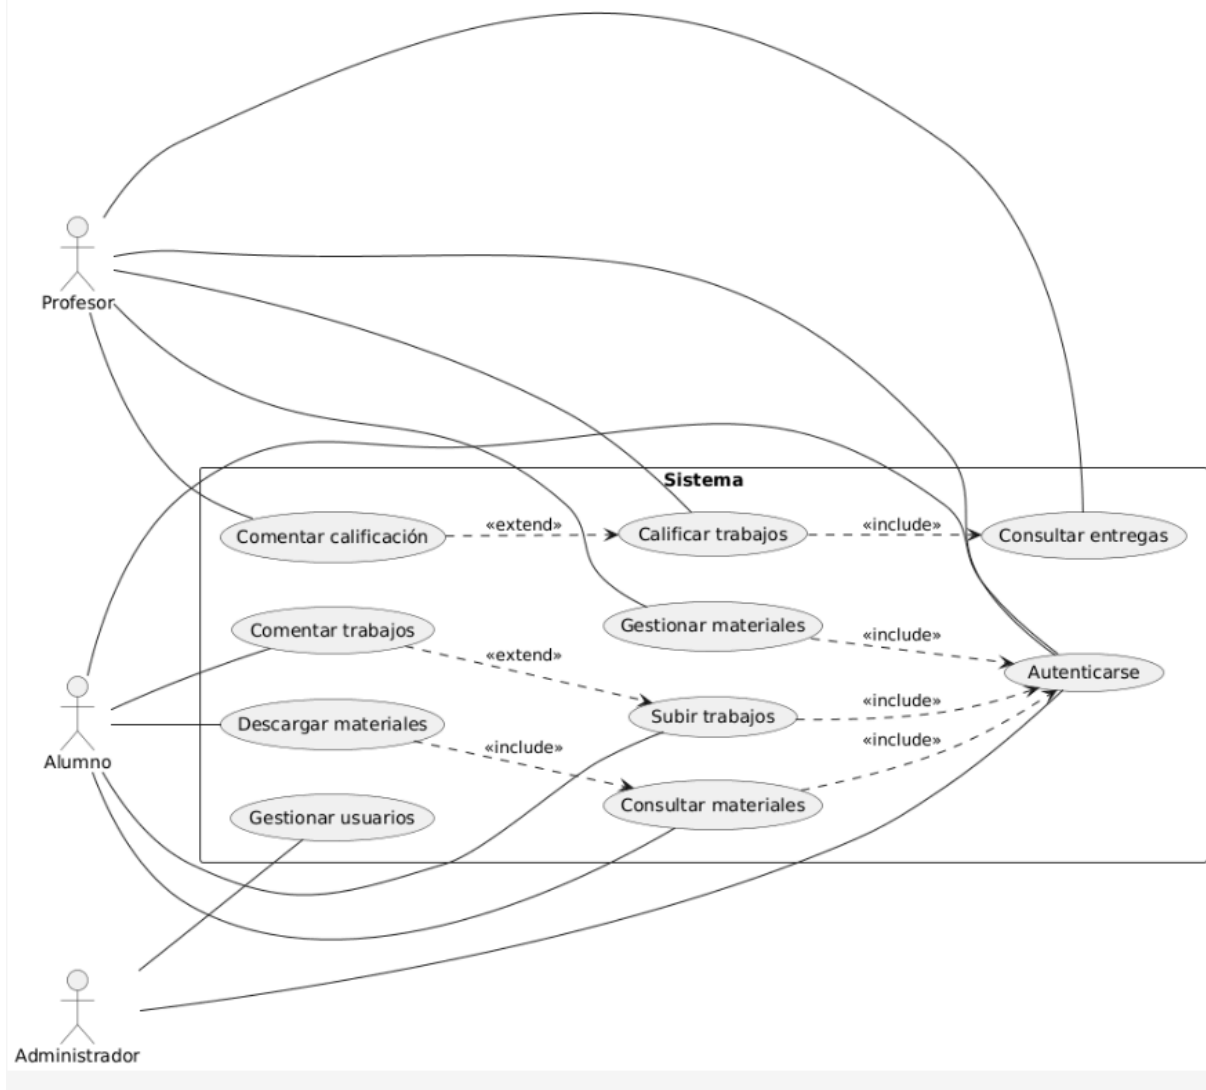 Profesor
Sistema
Comentar calificación
«extend»
Calificar trabajos
«include»
Consultar entregas
Comentar trabajos
«extend»
Gestionar materiales
«include»
Autenticarse
Alumno
Descargar materiales
«include»
Subir trabajos
«include»
«include»
Gestionar usuarios
Consultar materiales
Administrador